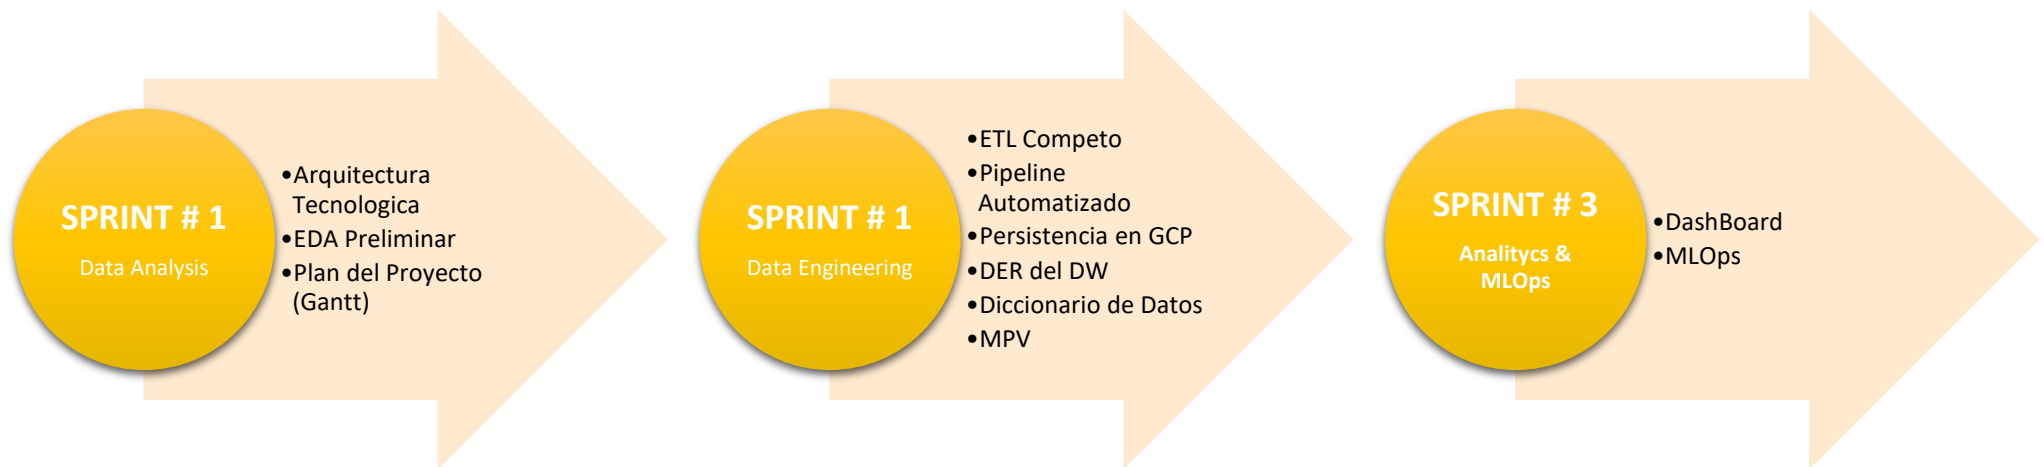 SPRINT # 1
Data Analysis
•Arquitectura
Tecnologica
•EDA Preliminar
•Plan del Proyecto
(Gantt)
SPRINT # 1
Data Engineering
•ETL Competo
•Pipeline
Automatizado
•Persistencia en GCP
•DER del DW
•Diccionario de Datos
•MPV
SPRINT # 3
Analitycs &
MLOps
•DashBoard
•MLOps